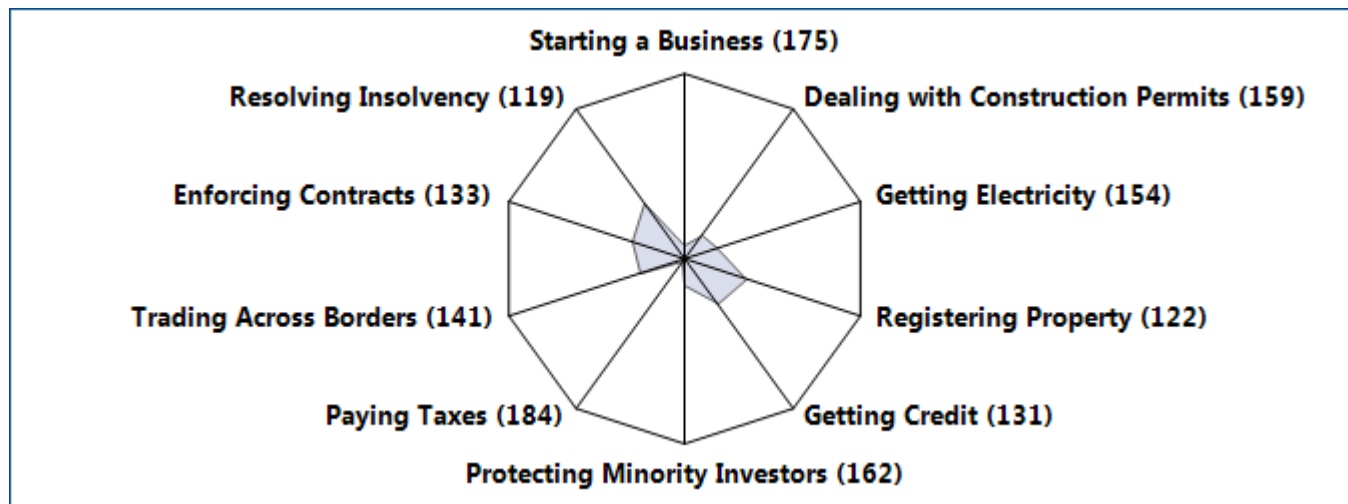 Starting a Business (175)
Resolving Insolvency (119)
Dealing with Construction Permits (159)
Enforcing Contracts (133)
Getting Electricity (154)
Trading Across Borders (141)
Registering Property (122)
Paying Taxes (184)
Getting Credit (131)
Protecting Minority Investors (162)